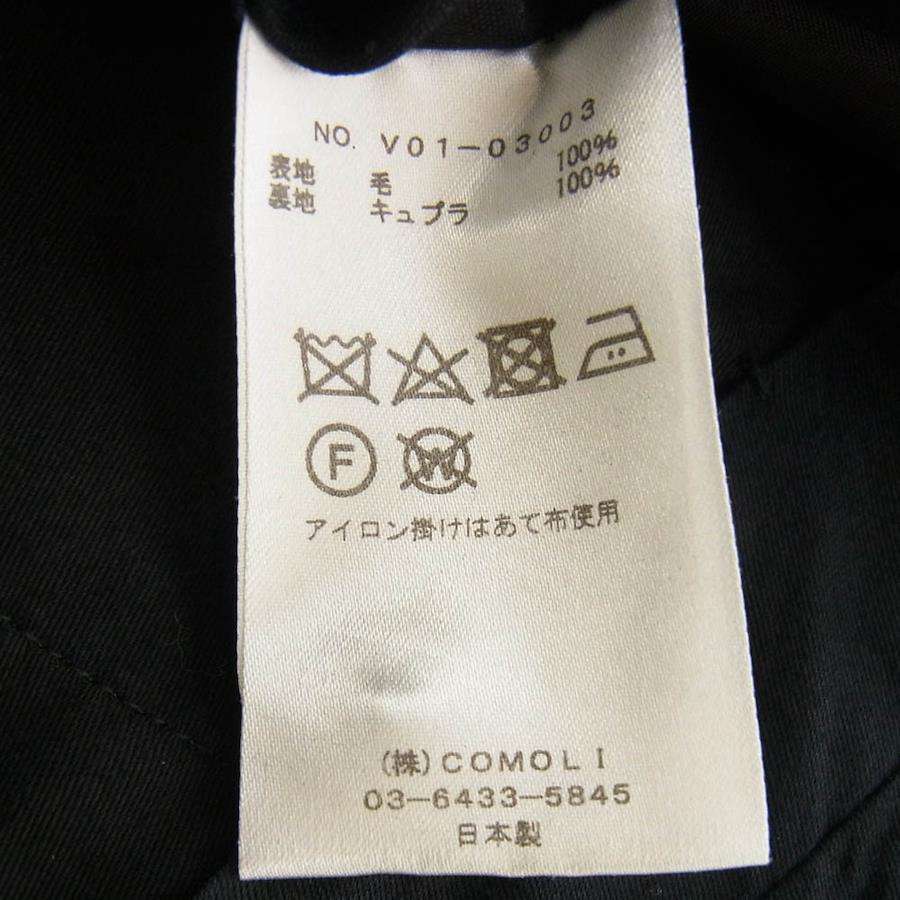 NO. V01-03003
表地 毛 100%
裏地 キュプラ 100%
F W
アイロン掛けはあて布使用
(株)COMOLI
03-6433-5845
日本製